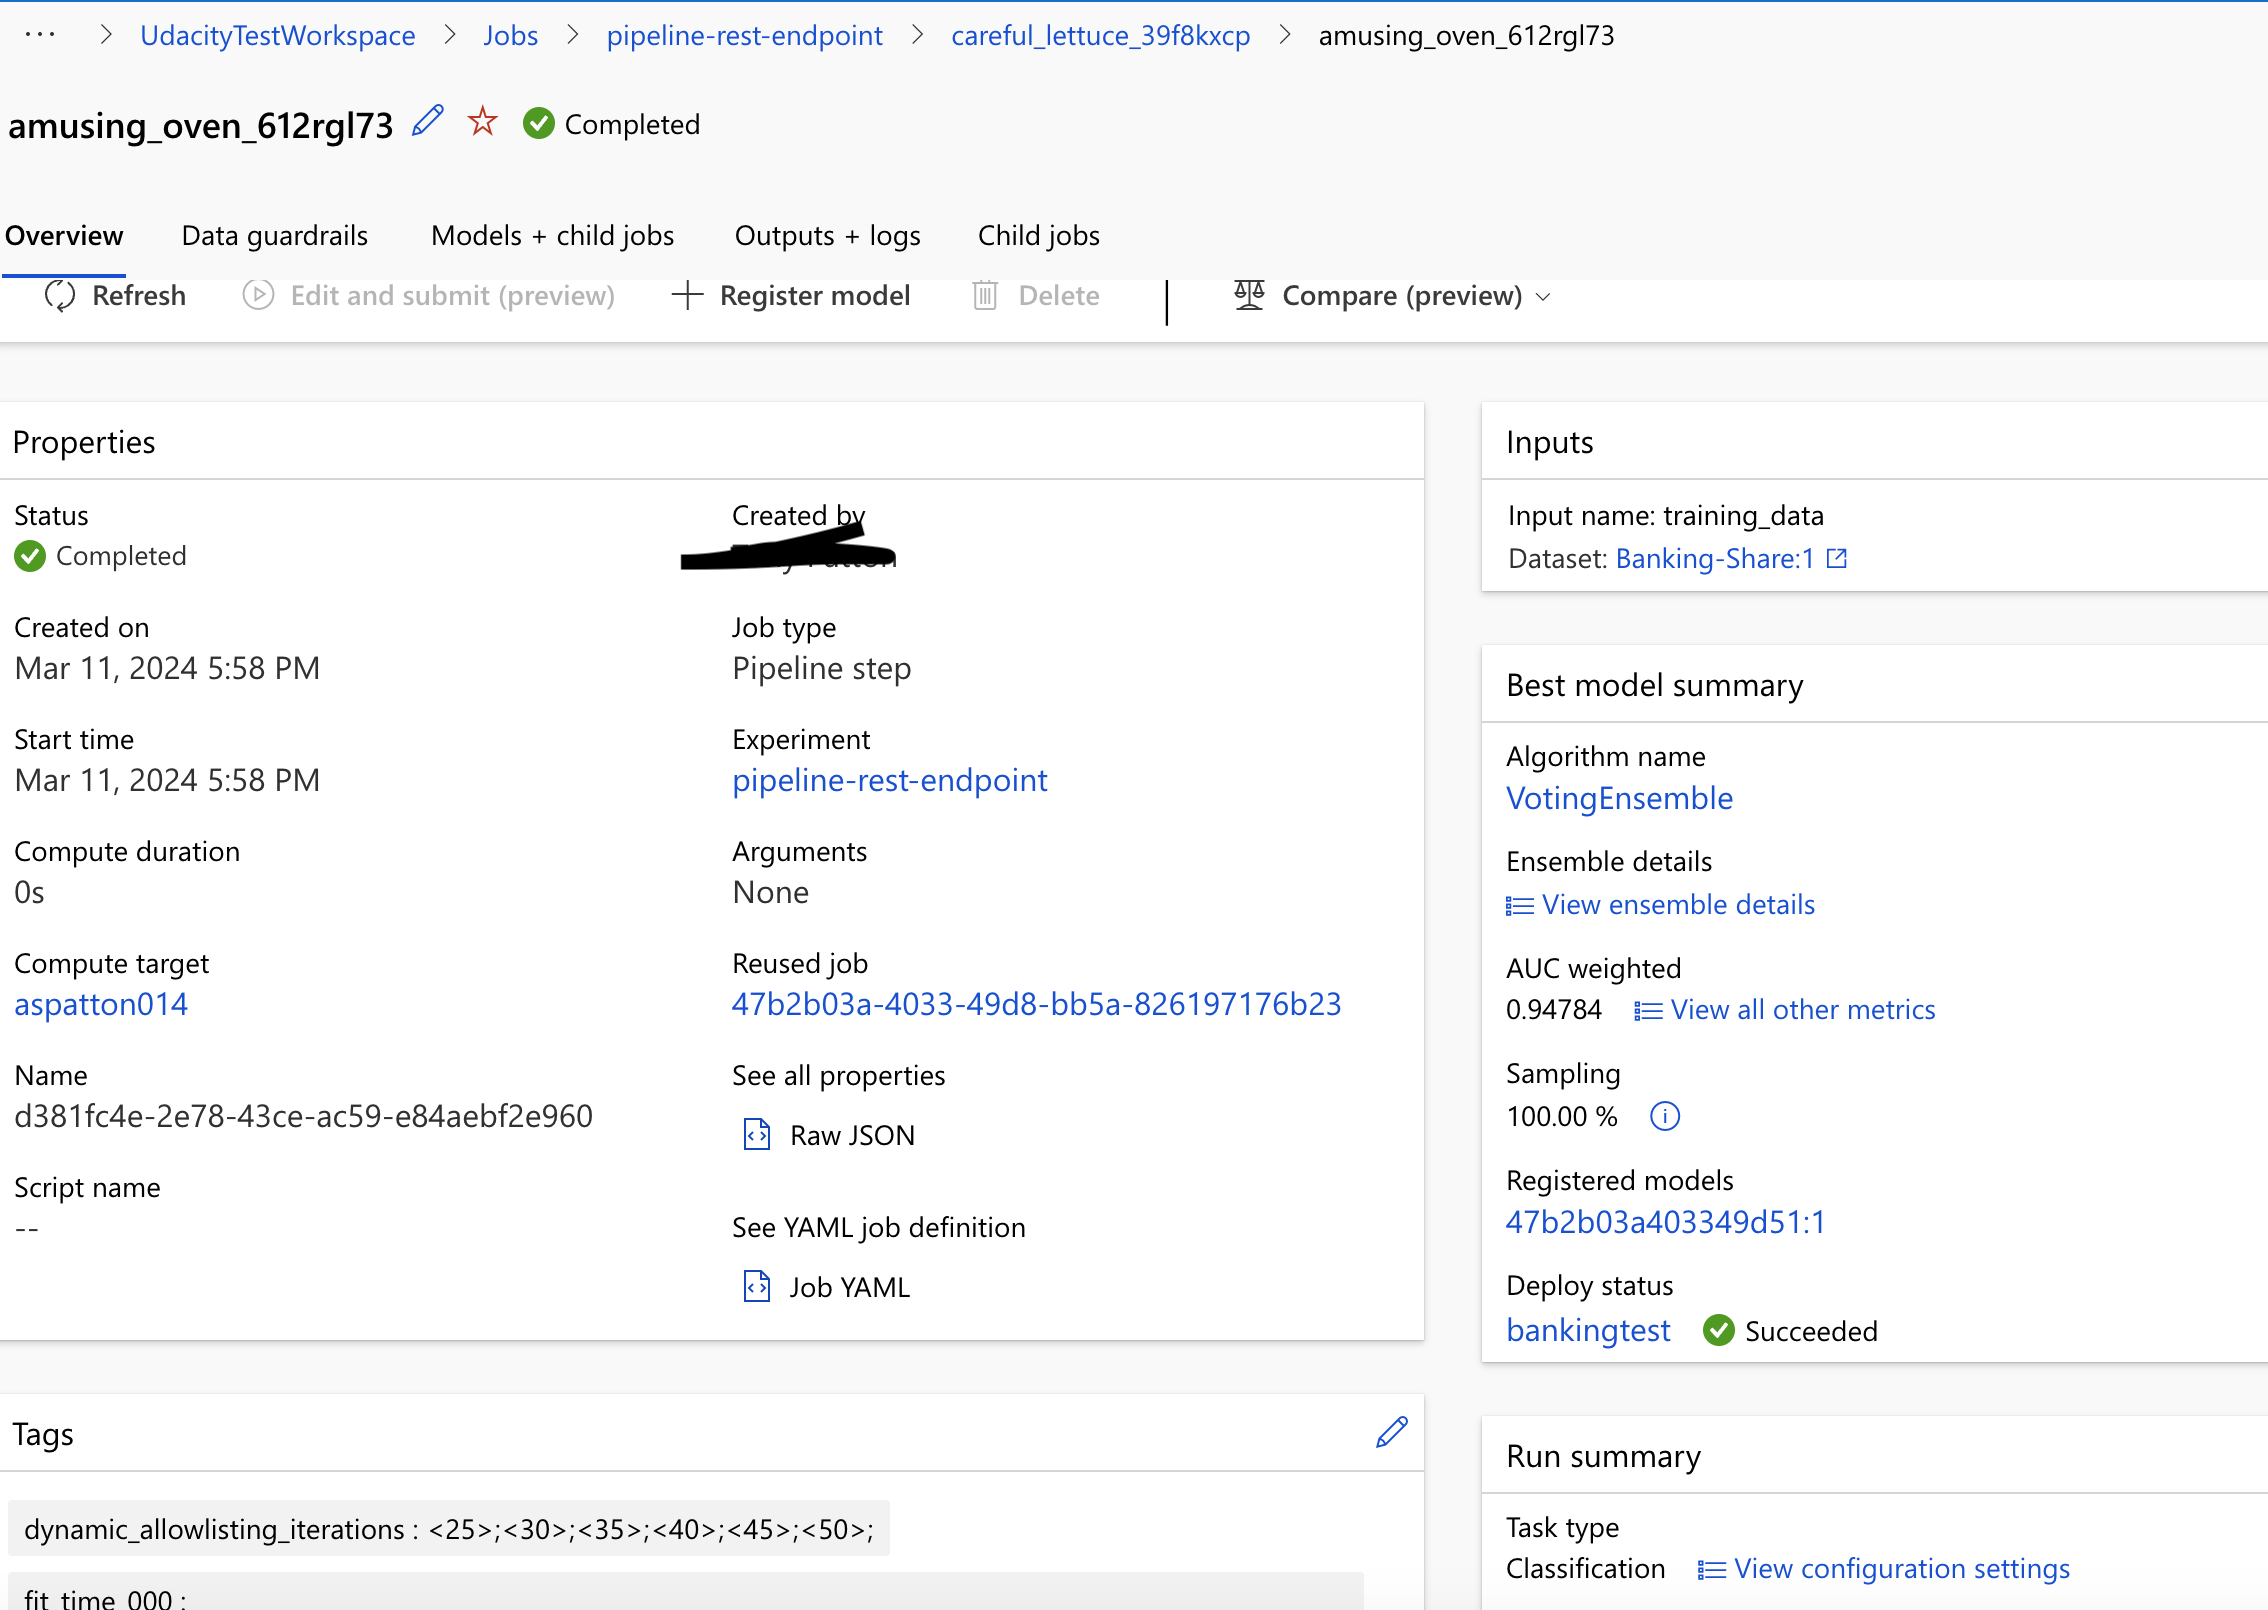 ··· > UdacityTestWorkspace > Jobs > pipeline-rest-endpoint > careful_lettuce_39f8kxcp > amusing_oven_612rgl73
amusing_oven_612rgl73 Completed
Overview Data guardrails Models + child jobs Outputs + logs Child jobs
Refresh Edit and submit (preview) Register model Delete Compare (preview)
Properties
Status
Completed
Created on
Mar 11, 2024 5:58 PM
Start time
Mar 11, 2024 5:58 PM
Compute duration
0s
Compute target
aspatton014
Name
d381fc4e-2e78-43ce-ac59-e84aebf2e960
Script name
--
Created by
Job type
Pipeline step
Experiment
pipeline-rest-endpoint
Arguments
None
Reused job
47b2b03a-4033-49d8-bb5a-826197176b23
See all properties
Raw JSON
See YAML job definition
Job YAML
Tags
dynamic_allowlisting_iterations : <25>;<30>;<35>;<40>;<45>;<50>;
fit_time_000 :
Inputs
Input name: training_data
Dataset: Banking-Share:1
Best model summary
Algorithm name
VotingEnsemble
Ensemble details
View ensemble details
AUC weighted
0.94784 View all other metrics
Sampling
100.00 %
Registered models
47b2b03a403349d51:1
Deploy status
bankingtest Succeeded
Run summary
Task type
Classification View configuration settings